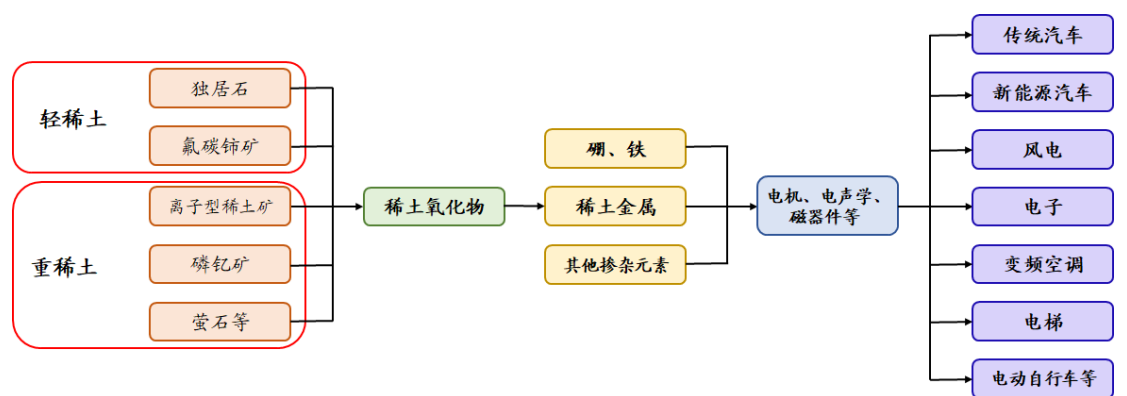 轻稀土
独居石
氟碳铈矿
重稀土
离子型稀土矿
磷钇矿
萤石等
稀土氧化物
硼、铁
稀土金属
其他掺杂元素
电机、电声学、
磁器件等
传统汽车
新能源汽车
风电
电子
变频空调
电梯
电动自行车等